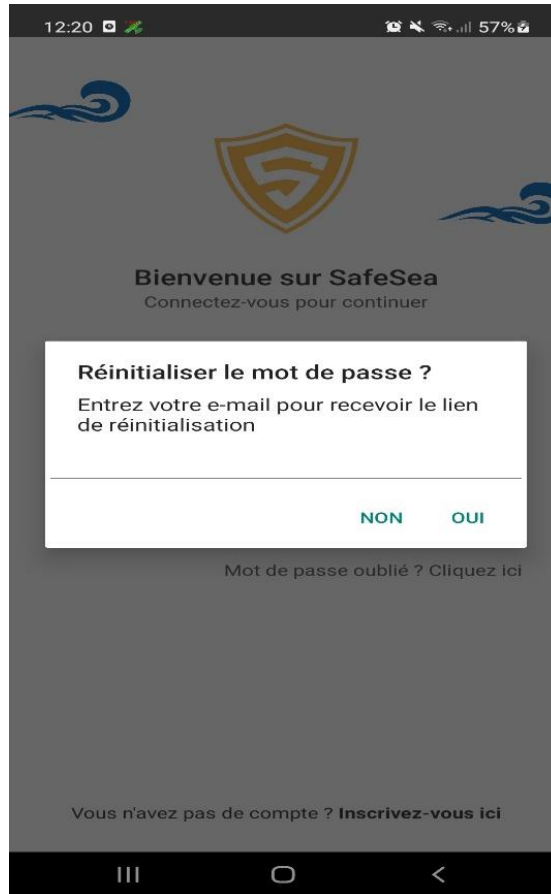 12:20 57%
Bienvenue sur SafeSea
Connectez-vous pour continuer
Réinitialiser le mot de passe ?
Entrez votre e-mail pour recevoir le lien
de réinitialisation
NON OUI
Mot de passe oublié ? Cliquez ici
Vous n'avez pas de compte ? Inscrivez-vous ici